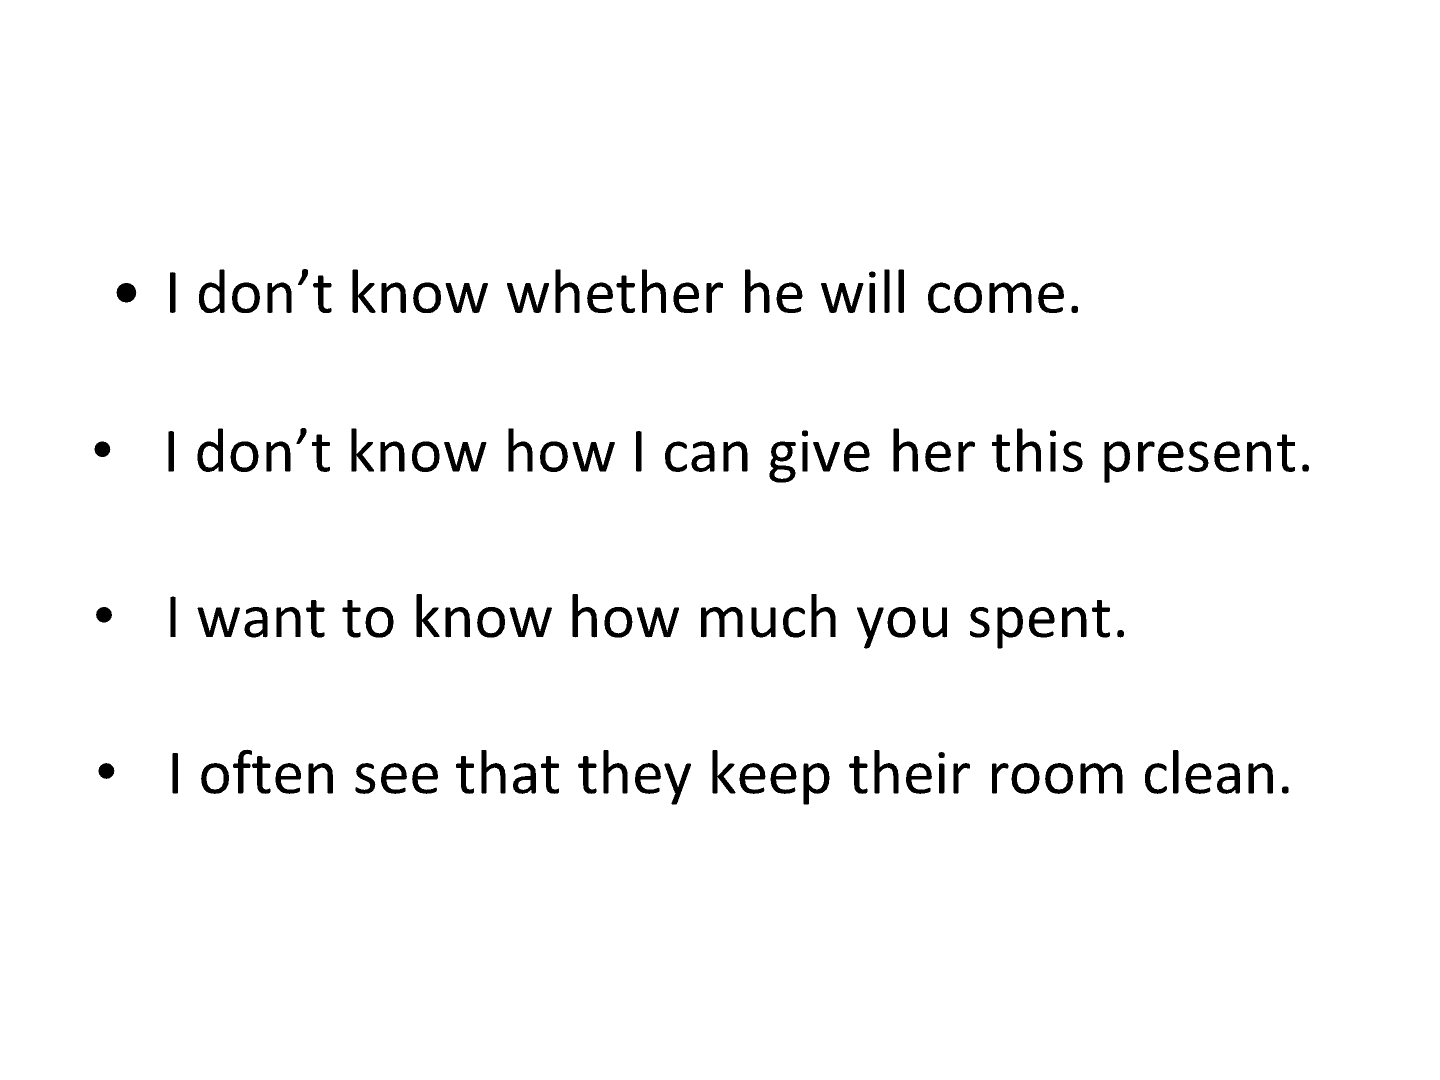 • I don’t know whether he will come.
• I don’t know how I can give her this present.
• I want to know how much you spent.
• I often see that they keep their room clean.